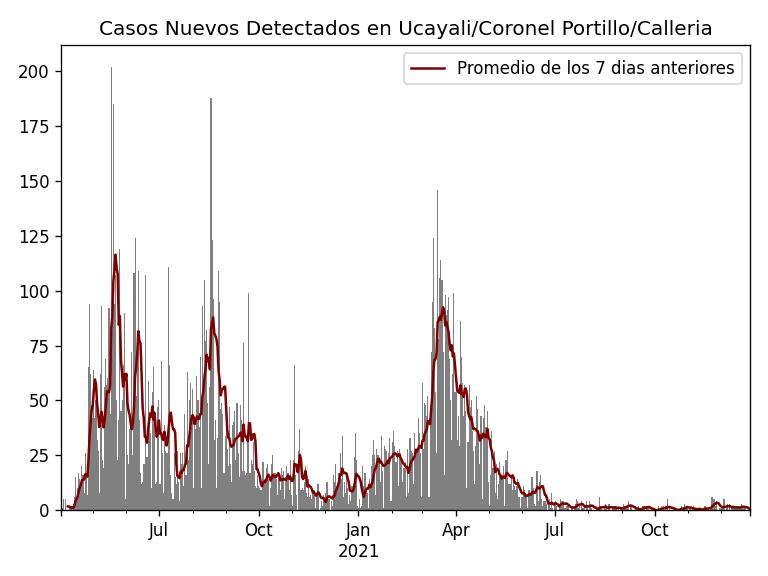 Casos Nuevos Detectados en Ucayali/Coronel Portillo/Calleria
Promedio de los 7 dias anteriores
200
175
150
125
100
75
50
25
0
Jul
Oct
Jan
2021
Apr
Jul
Oct